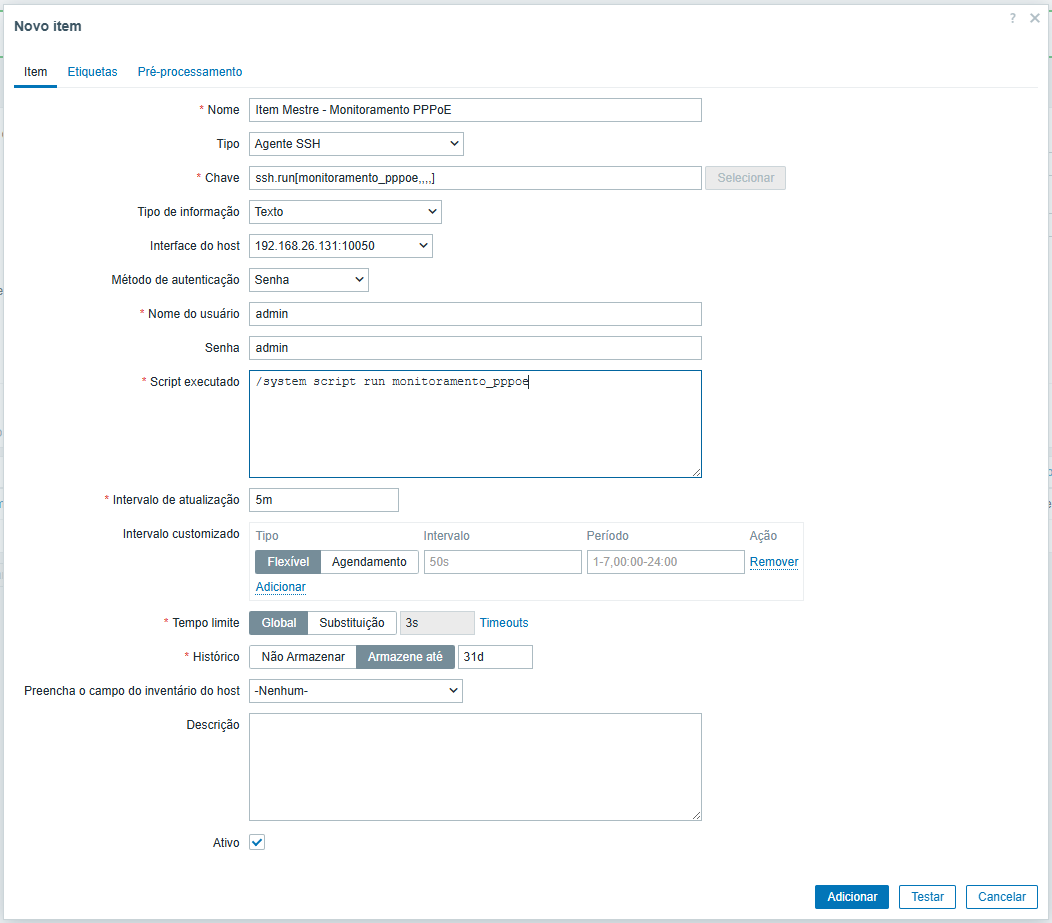 Novo item
? ×
Item Etiquetas Pré-processamento
* Nome Item Mestre - Monitoramento PPPoE
Tipo Agente SSH
* Chave ssh.run[monitoramento_pppoe,,,,] Selecionar
Tipo de informação Texto
Interface do host 192.168.26.131:10050
Método de autenticação Senha
* Nome do usuário admin
Senha admin
* Script executado /system script run monitoramento_pppoe
* Intervalo de atualização 5m
Intervalo customizado Tipo Intervalo Período Ação
Flexível Agendamento 50s 1-7,00:00-24:00 Remover
Adicionar
* Tempo limite Global Substituição 3s Timeouts
* Histórico Não Armazenar Armazene até 31d
Preencha o campo do inventário do host -Nenhum-
Descrição
Ativo
Adicionar Testar Cancelar